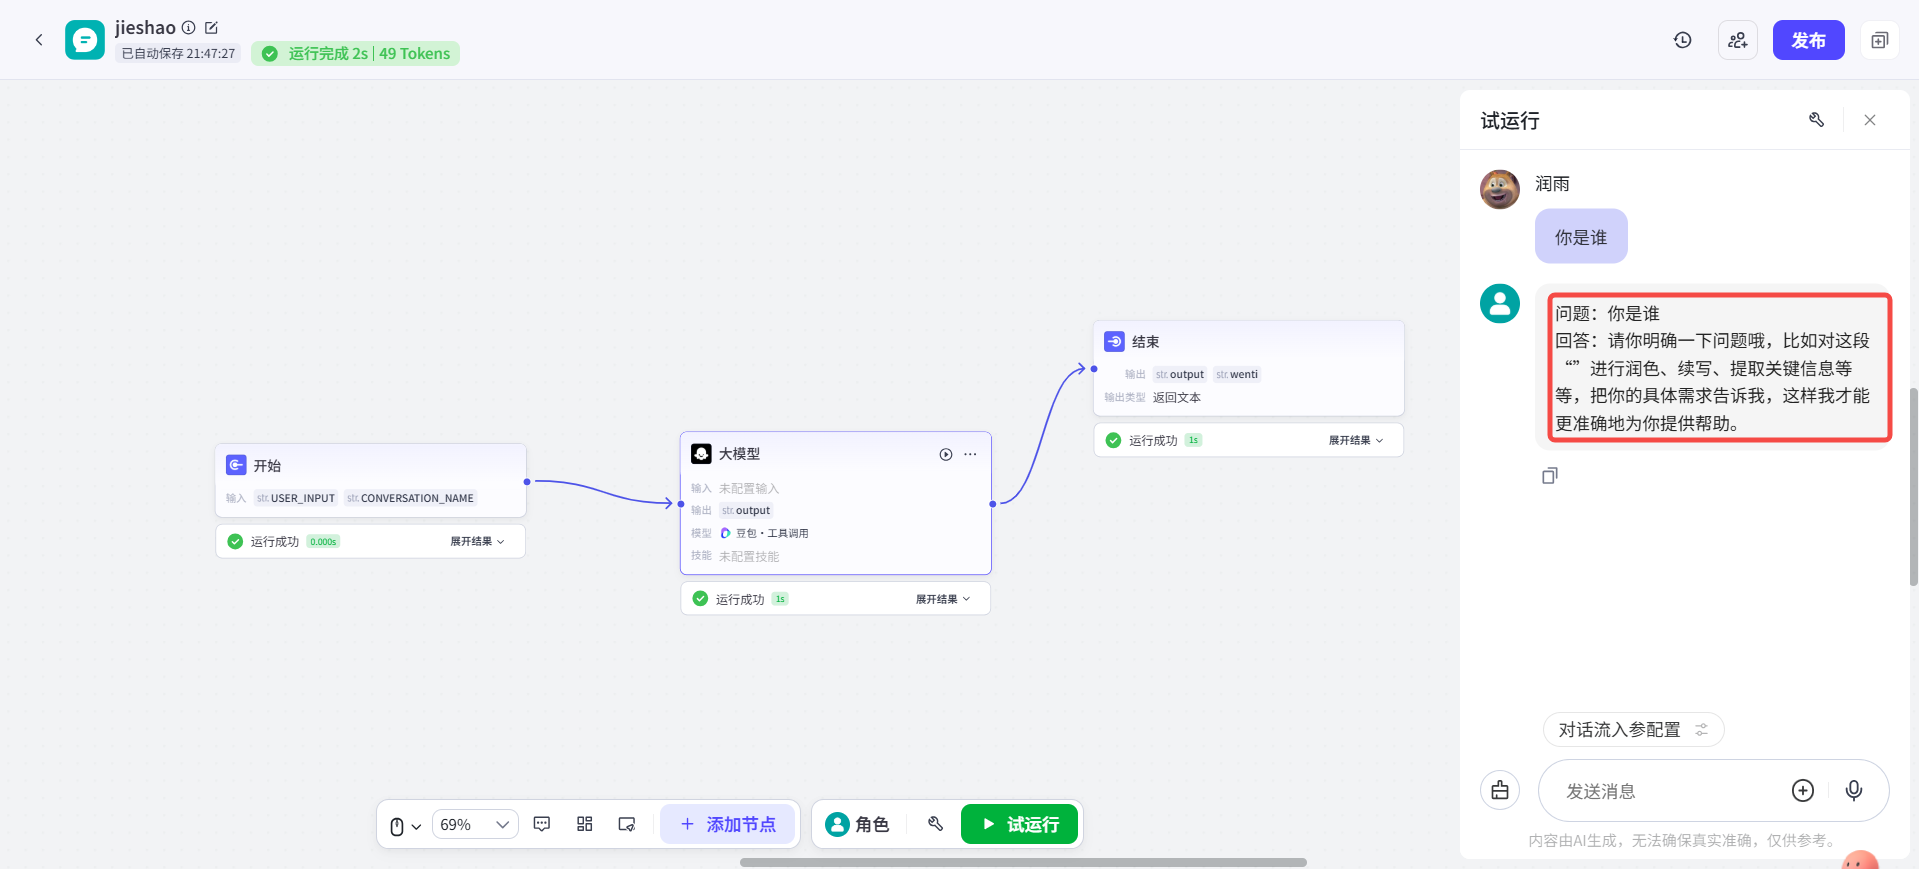 jieshao
已自动保存 21:47:27
运行完成 2s | 49 Tokens
发布
试运行
润雨
你是谁
问题：你是谁
回答：请你明确一下问题哦，比如对这段
“”进行润色、续写、提取关键信息等
等，把你的具体需求告诉我，这样我才能
更准确地为你提供帮助。
开始
输入 str. USER_INPUT str. CONVERSATION_NAME
运行成功 0.000s 展开结果
大模型
输入 未配置输入
输出 str. output
模型 豆包・工具调用
技能 未配置技能
运行成功 1s 展开结果
结束
输出 str. output str. wenti
输出类型 返回文本
运行成功 1s 展开结果
对话流入参配置
发送消息
内容由AI生成，无法确保真实准确，仅供参考。
69%
添加节点
角色
试运行